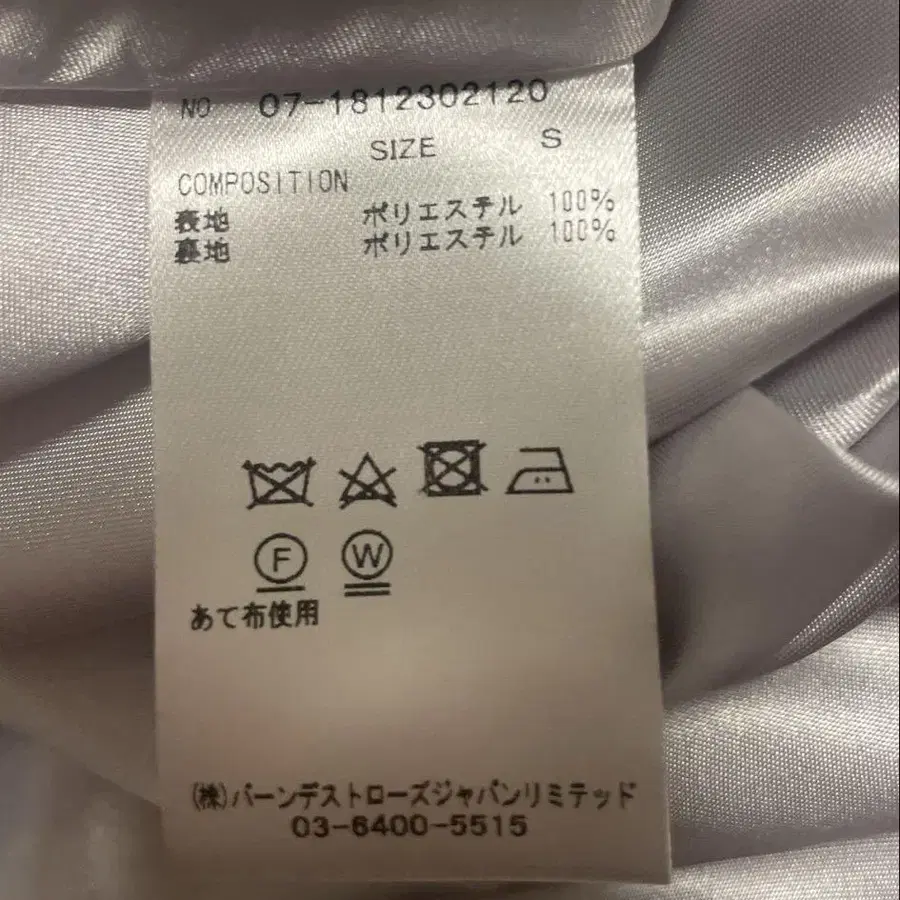 NO 07-1812302120
SIZE S
COMPOSITION
表地 ポリエステル 100%
裏地 ポリエステル 100%
F W
あて布使用
(株)バーンデストローズジャパンリミテッド
03-6400-5515